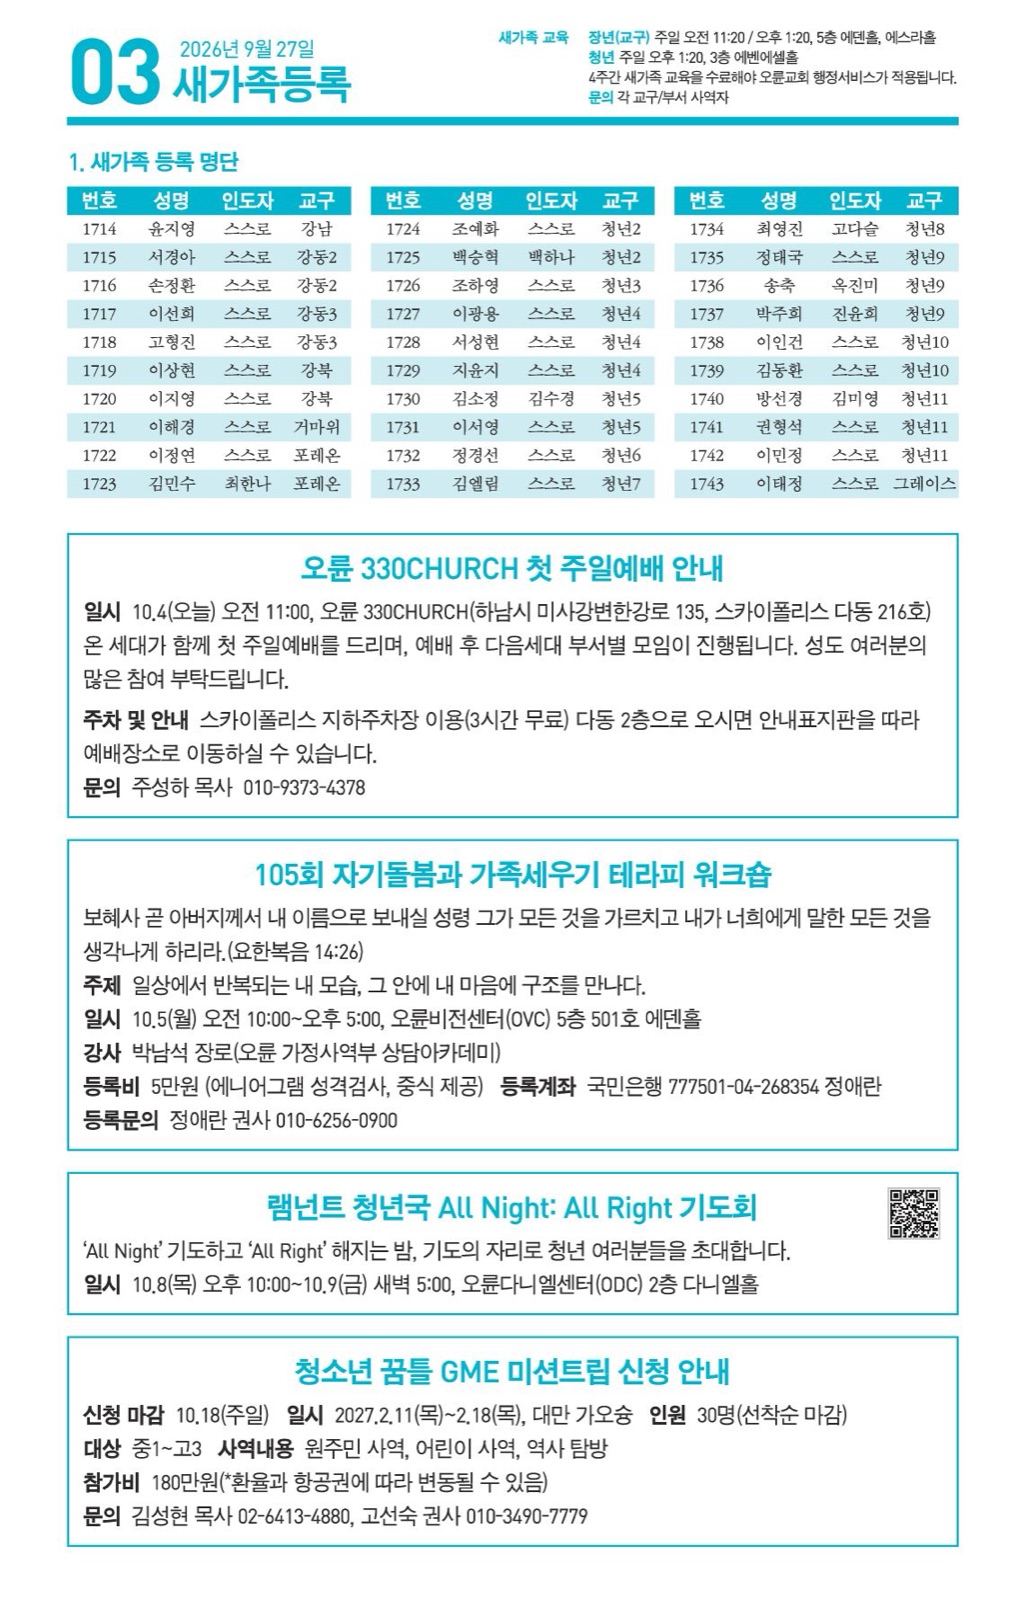 03 2026년 9월 27일
새가족등록
새가족 교육 장년(교구) 주일 오전 11:20 / 오후 1:20, 5층 에덴홀, 에스라홀
청년 주일 오후 1:20, 3층 에벤에셀홀
4주간 새가족 교육을 수료해야 오륜교회 행정서비스가 적용됩니다.
문의 각 교구/부서 사역자
1. 새가족 등록 명단
번호 성명 인도자 교구
1714 윤지영 스스로 강남
1715 서경아 스스로 강동2
1716 손정환 스스로 강동2
1717 이선희 스스로 강동3
1718 고형진 스스로 강동3
1719 이상현 스스로 강북
1720 이지영 스스로 강북
1721 이해경 스스로 거마위
1722 이정연 스스로 포레온
1723 김민수 최한나 포레온
번호 성명 인도자 교구
1724 조예화 스스로 청년2
1725 백승혁 백하나 청년2
1726 조하영 스스로 청년3
1727 이광용 스스로 청년4
1728 서성현 스스로 청년4
1729 지윤지 스스로 청년4
1730 김소정 김수경 청년5
1731 이서영 스스로 청년5
1732 정경선 스스로 청년6
1733 김엘림 스스로 청년7
번호 성명 인도자 교구
1734 최영진 고다슬 청년8
1735 정태국 스스로 청년9
1736 송축 옥진미 청년9
1737 박주희 진윤희 청년9
1738 이인건 스스로 청년10
1739 김동환 스스로 청년10
1740 방선경 김미영 청년11
1741 권형석 스스로 청년11
1742 이민정 스스로 청년11
1743 이태정 스스로 그레이스
오륜 330CHURCH 첫 주일예배 안내
일시 10.4(오늘) 오전 11:00, 오륜 330CHURCH(하남시 미사강변한강로 135, 스카이폴리스 다동 216호)
온 세대가 함께 첫 주일예배를 드리며, 예배 후 다음세대 부서별 모임이 진행됩니다. 성도 여러분의
많은 참여 부탁드립니다.
주차 및 안내 스카이폴리스 지하주차장 이용(3시간 무료) 다동 2층으로 오시면 안내표지판을 따라
예배장소로 이동하실 수 있습니다.
문의 주성하 목사 010-9373-4378
105회 자기돌봄과 가족세우기 테라피 워크숍
보혜사 곧 아버지께서 내 이름으로 보내실 성령 그가 모든 것을 가르치고 내가 너희에게 말한 모든 것을
생각나게 하리라.(요한복음 14:26)
주제 일상에서 반복되는 내 모습, 그 안에 내 마음에 구조를 만나다.
일시 10.5(월) 오전 10:00~오후 5:00, 오륜비전센터(OVC) 5층 501호 에덴홀
강사 박남석 장로(오륜 가정사역부 상담아카데미)
등록비 5만원 (에니어그램 성격검사, 중식 제공) 등록계좌 국민은행 777501-04-268354 정애란
등록문의 정애란 권사 010-6256-0900
램넌트 청년국 All Night: All Right 기도회
‘All Night’ 기도하고 ‘All Right’ 해지는 밤, 기도의 자리로 청년 여러분들을 초대합니다.
일시 10.8(목) 오후 10:00~10.9(금) 새벽 5:00, 오륜다니엘센터(ODC) 2층 다니엘홀
청소년 꿈틀 GME 미션트립 신청 안내
신청 마감 10.18(주일) 일시 2027.2.11(목)~2.18(목), 대만 가오슝 인원 30명(선착순 마감)
대상 중1~고3 사역내용 원주민 사역, 어린이 사역, 역사 탐방
참가비 180만원(*환율과 항공권에 따라 변동될 수 있음)
문의 김성현 목사 02-6413-4880, 고선숙 권사 010-3490-7779